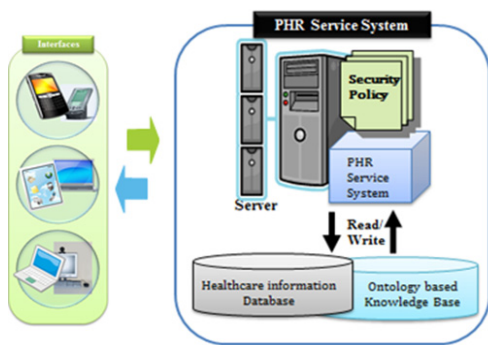 Interfaces
PHR Service System
Security
Policy
PHR
Service
System
Server
Read/
Write
Healthcare information
Database
Ontology based
Knowledge Base